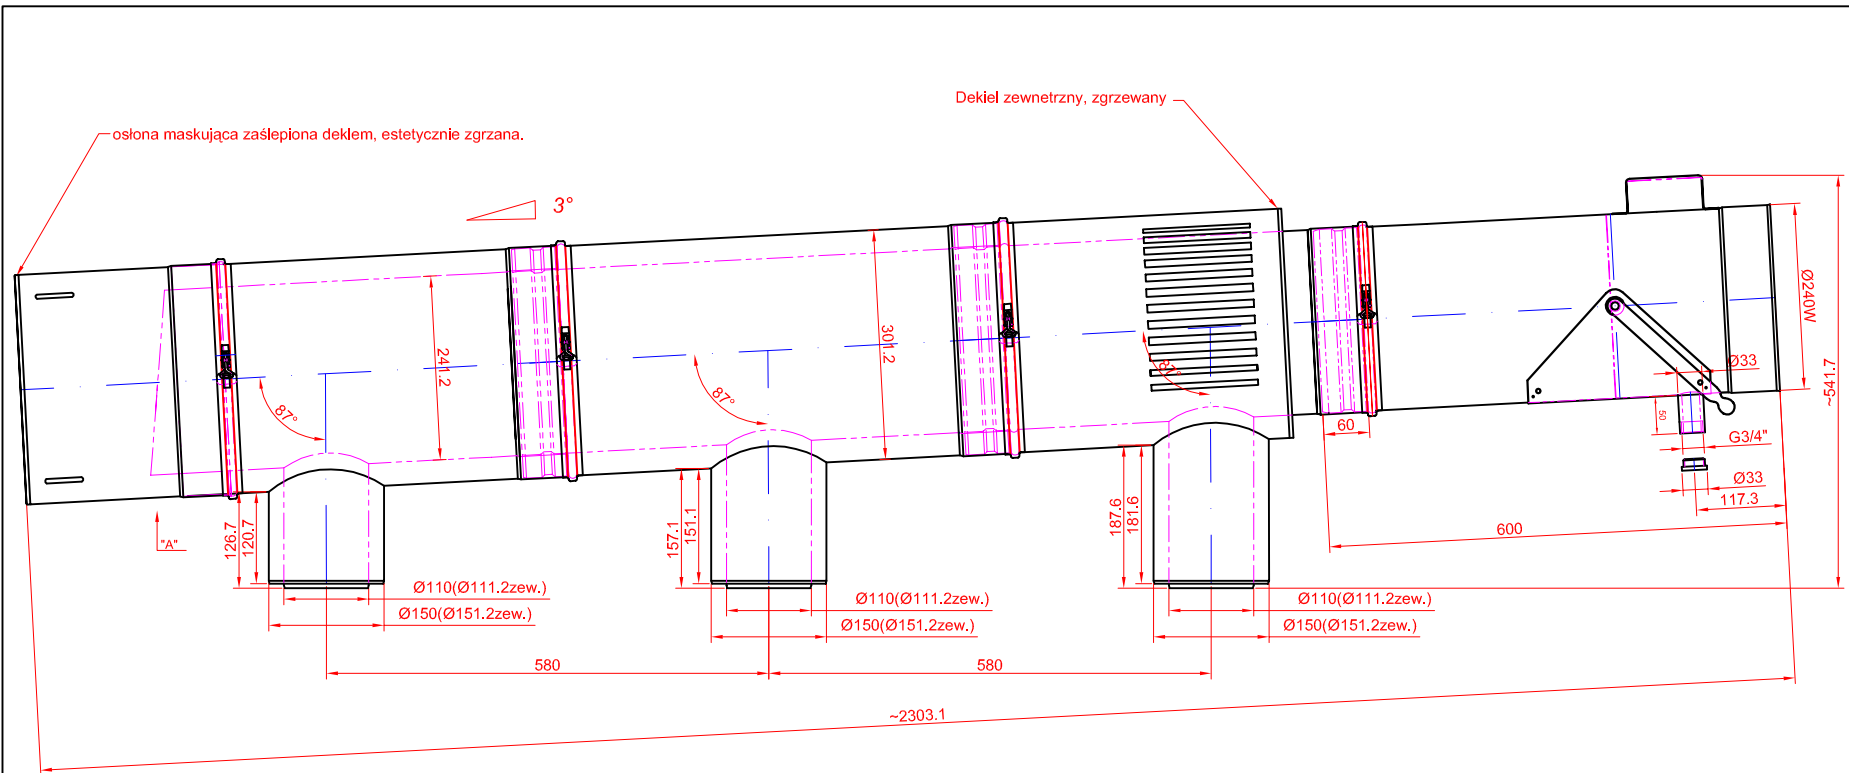 Dekiel zewnetrzny, zgrzewany
osłona maskująca zaślepiona deklem, estetycznie zgrzana.
3°
Ø240W
~541.7
241.2
301.2
87°
87°
87°
Ø33
50
60
G3/4"
Ø33
117.3
600
"A"
126.7
120.7
157.1
151.1
187.6
181.6
Ø110(Ø111.2zew.)
Ø150(Ø151.2zew.)
Ø110(Ø111.2zew.)
Ø150(Ø151.2zew.)
Ø110(Ø111.2zew.)
Ø150(Ø151.2zew.)
580
580
~2303.1